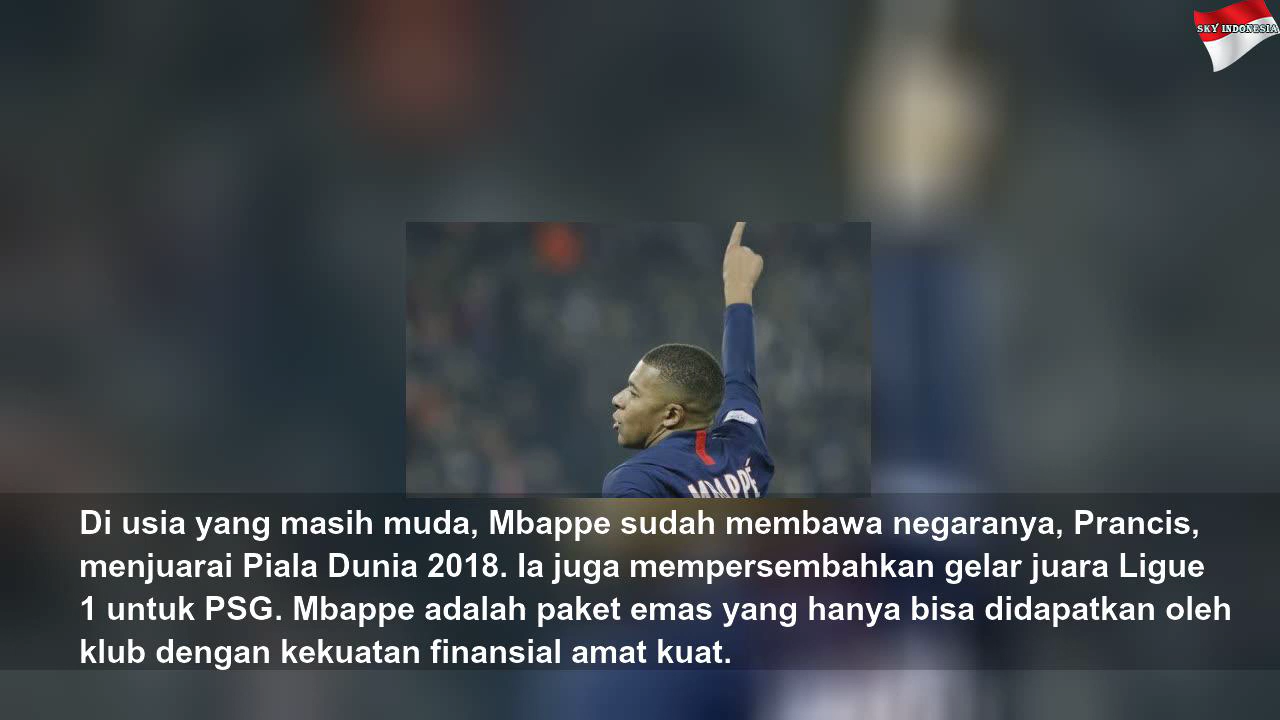 SKY INDONESIA
MBAPPÉ
Di usia yang masih muda, Mbappe sudah membawa negaranya, Prancis,
menjuarai Piala Dunia 2018. Ia juga mempersembahkan gelar juara Ligue
1 untuk PSG. Mbappe adalah paket emas yang hanya bisa didapatkan oleh
klub dengan kekuatan finansial amat kuat.